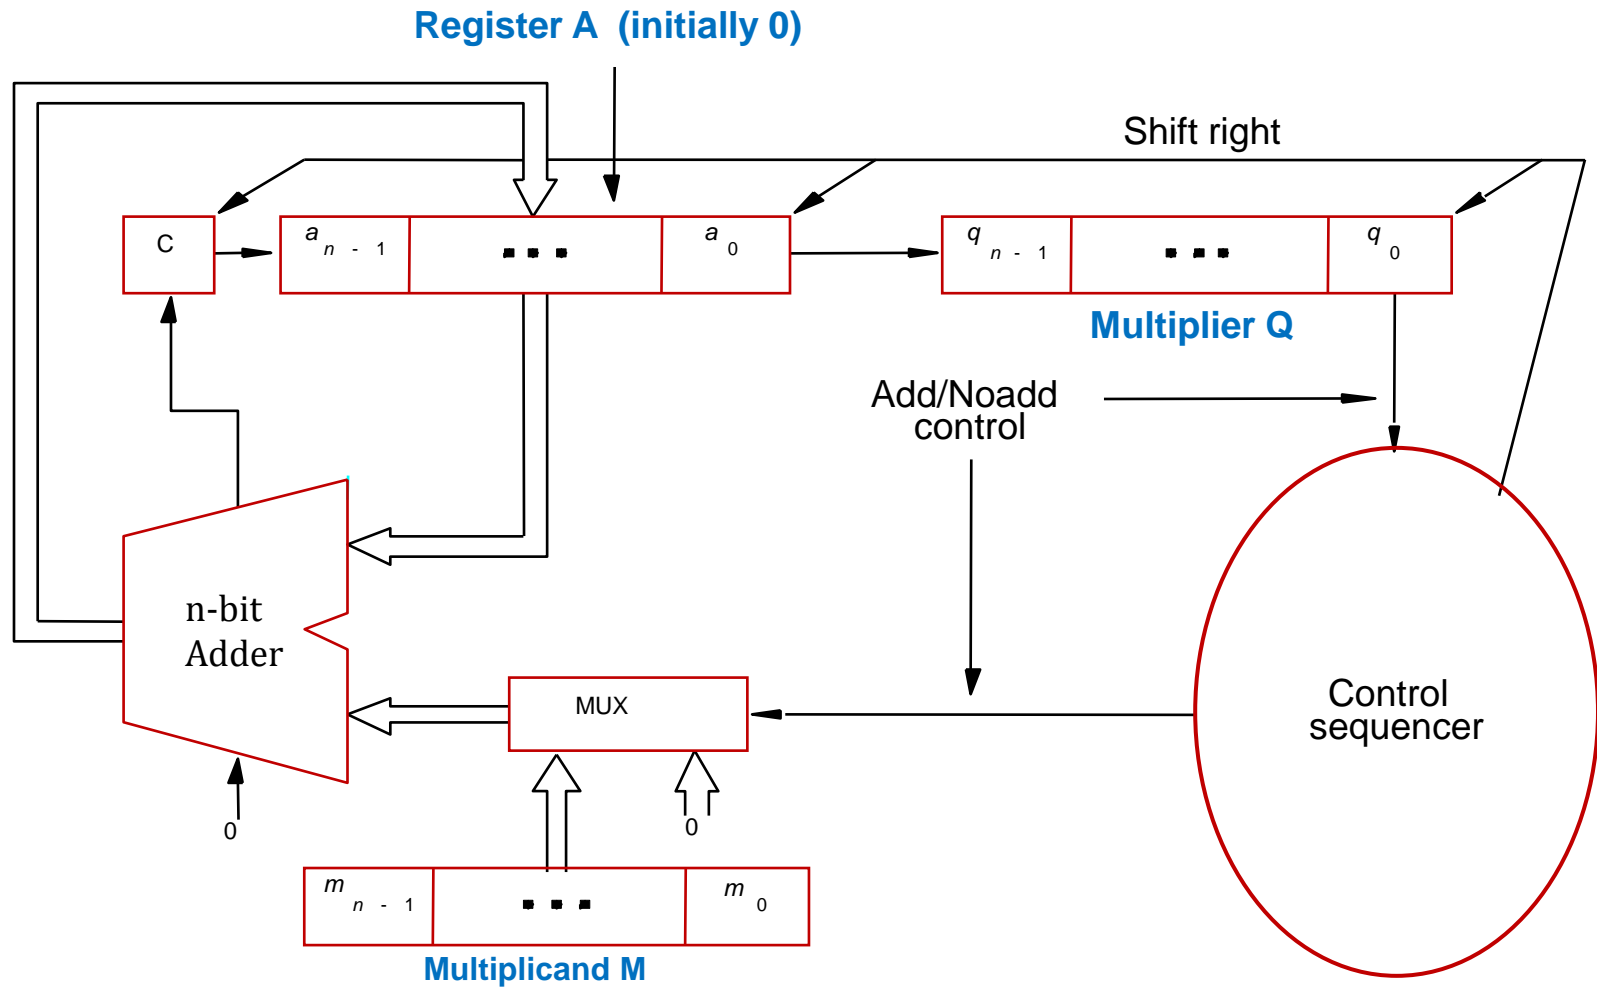 Register A (initially 0)
Shift right
C
a n - 1
a 0
q n - 1
q 0
Multiplier Q
Add/Noadd
control
n-bit
Adder
MUX
Control
sequencer
0
0
m n - 1
m 0
Multiplicand M